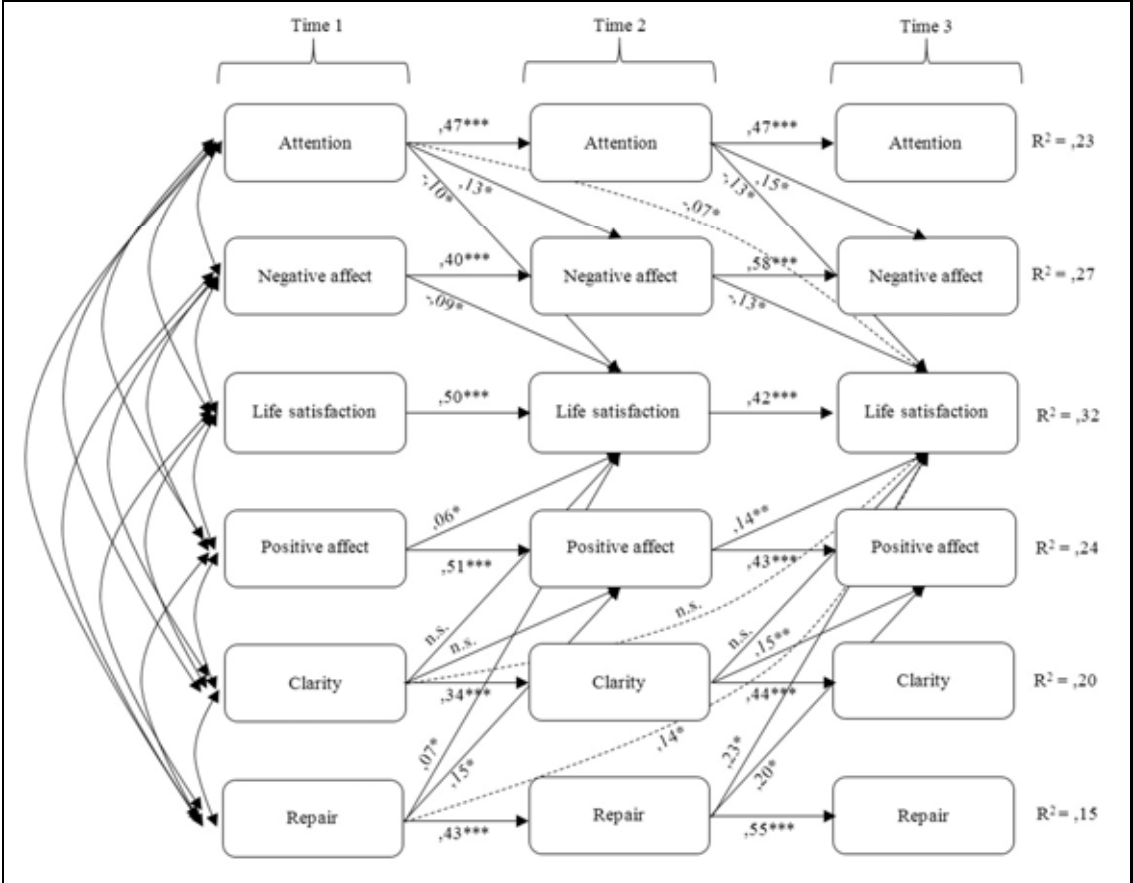 Time 1 Time 2 Time 3
,47*** ,47***
Attention Attention Attention R² = ,23
-,10* ,13* -,13* ,15*
-,07*
,40*** ,58***
Negative affect Negative affect Negative affect R² = ,27
-,09* -,13*
,50*** ,42***
Life satisfaction Life satisfaction Life satisfaction R² = ,32
,06* ,14**
Positive affect Positive affect Positive affect R² = ,24
,51*** ,43***
n.s. n.s. n.s. n.s. ,15**
Clarity Clarity Clarity R² = ,20
,34*** ,44***
,07* ,15* ,14* ,23* ,20*
Repair Repair Repair R² = ,15
,43*** ,55***